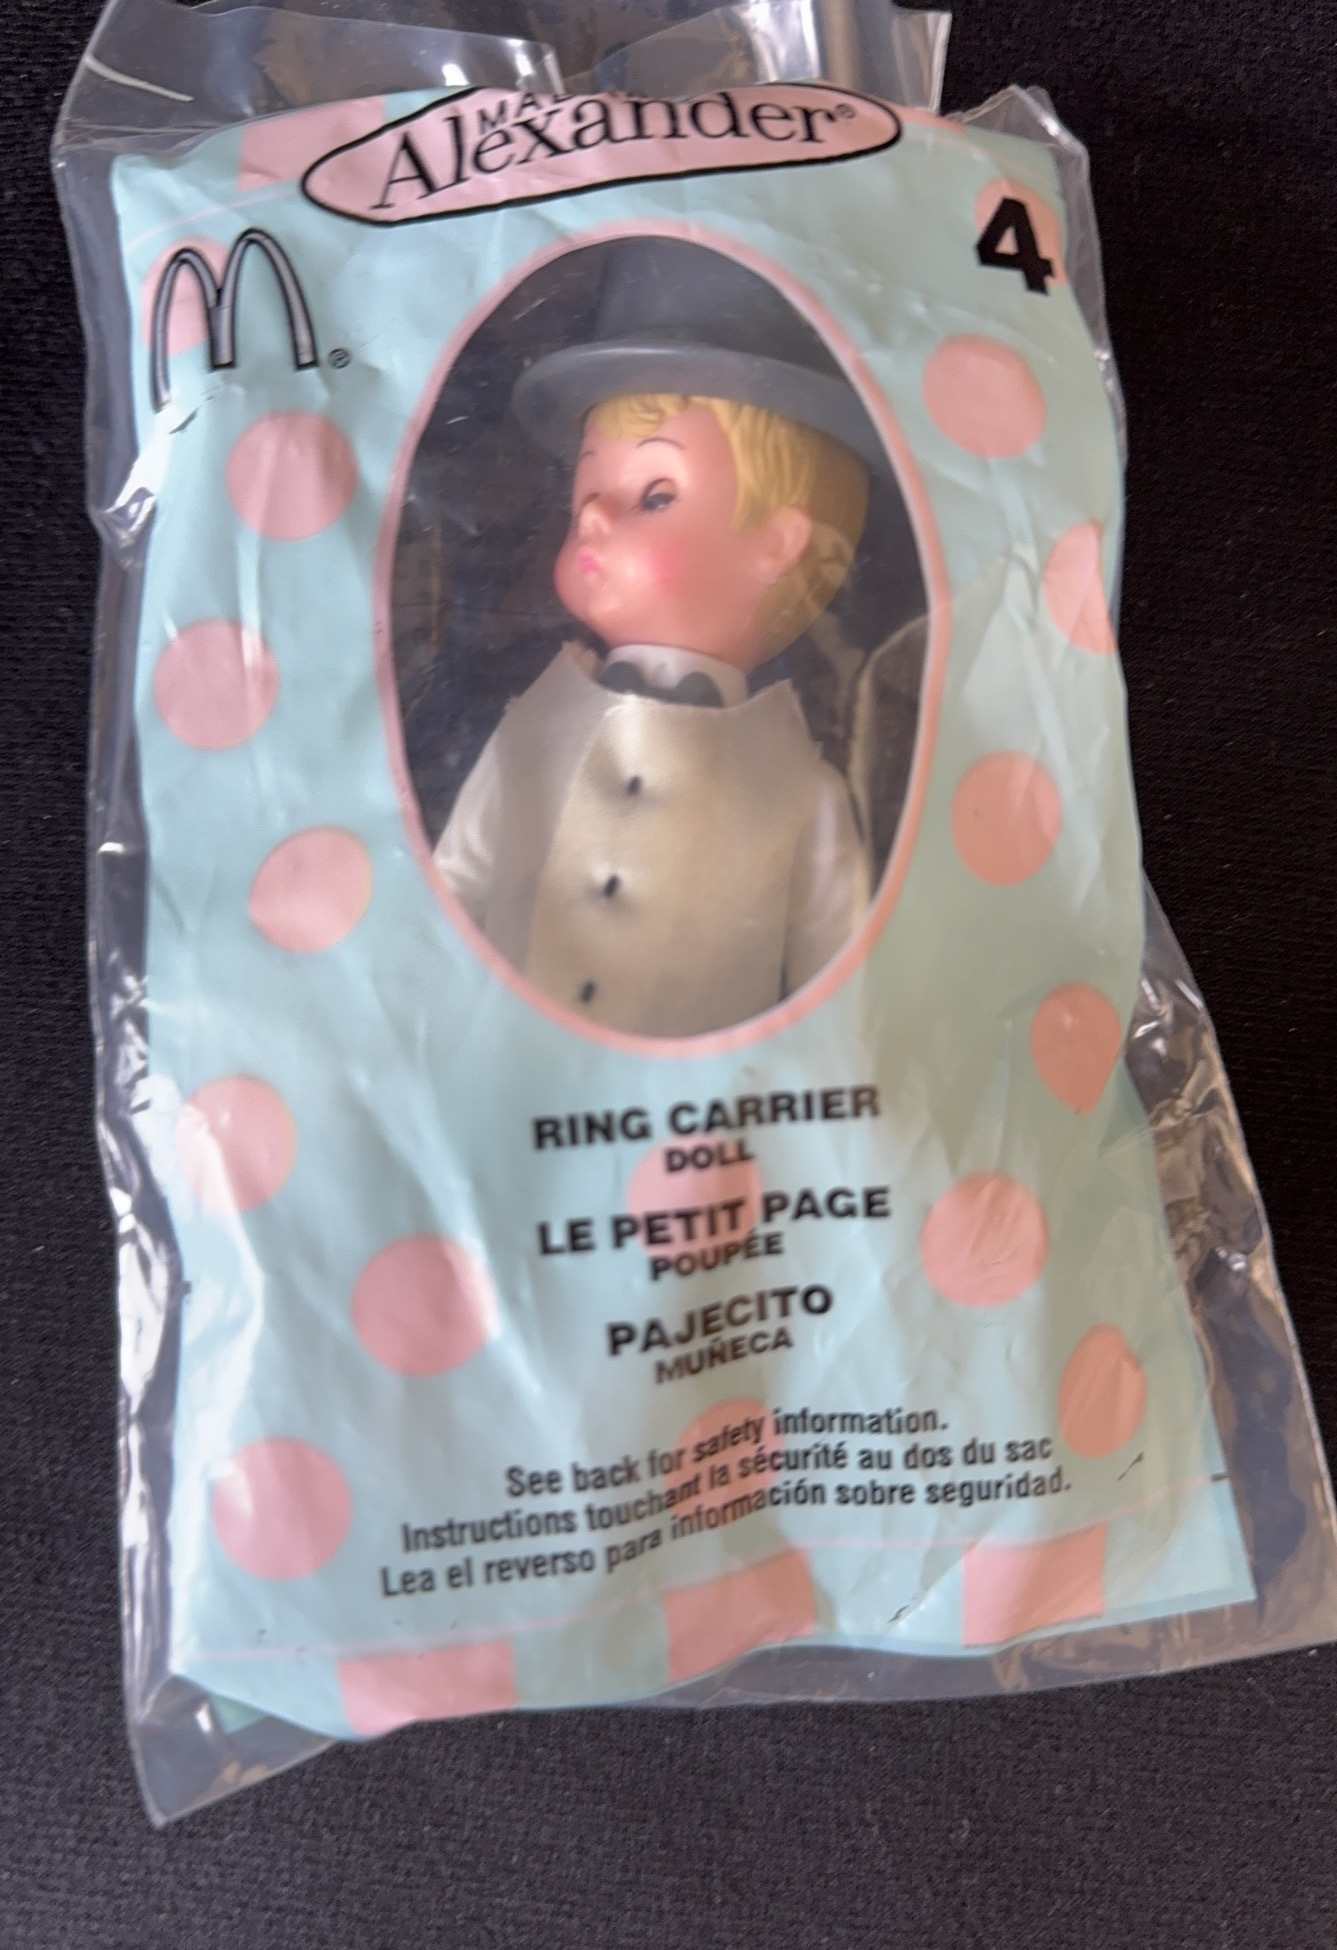 Alexander®
4
M®
RING CARRIER
DOLL
LE PETIT PAGE
POUPÉE
PAJECITO
MUÑECA
See back for safety information.
Instructions touchant la sécurité au dos du sac
Lea el reverso para información sobre seguridad.